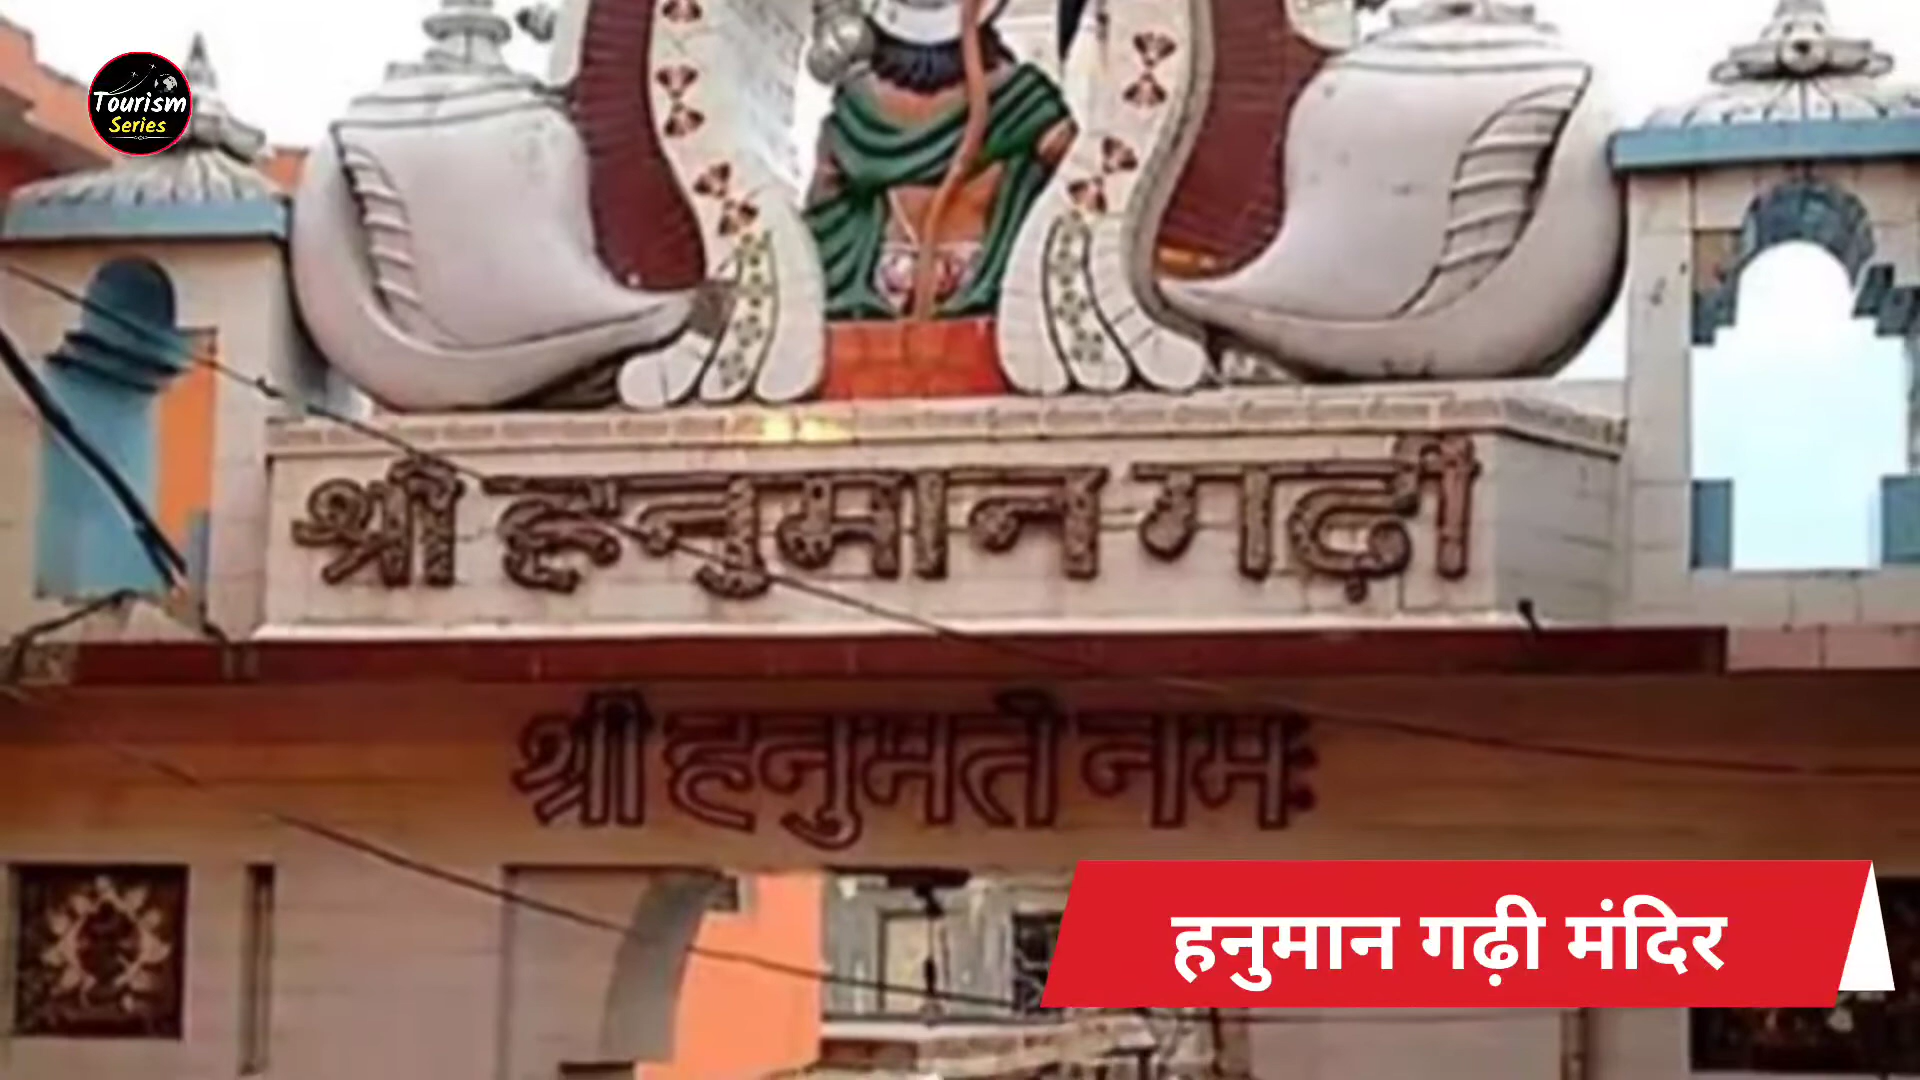 Tourism
Series
श्री हनुमान गढ़ी
श्री हनुमते नमः
हनुमान गढ़ी मंदिर